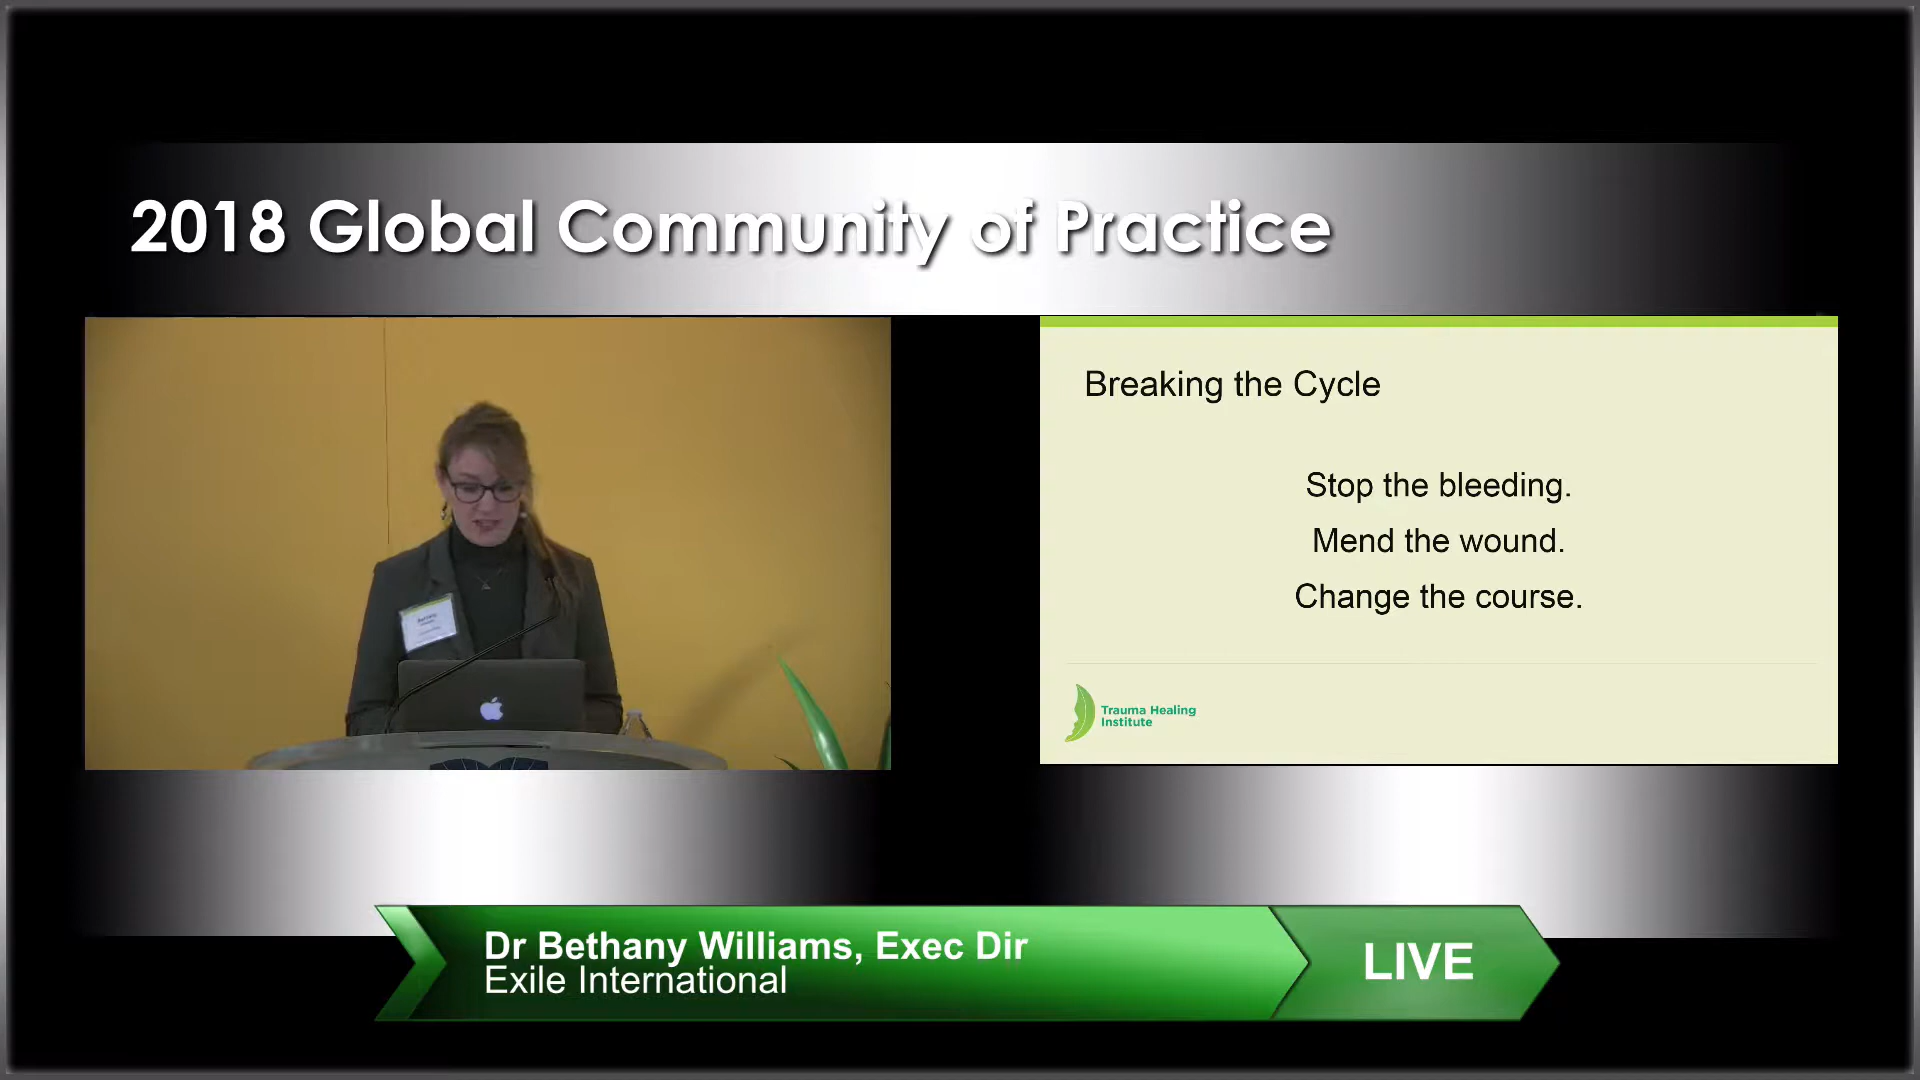 2018 Global Community of Practice
Breaking the Cycle
Stop the bleeding.
Mend the wound.
Change the course.
Trauma Healing
Institute
Dr Bethany Williams, Exec Dir
Exile International
LIVE